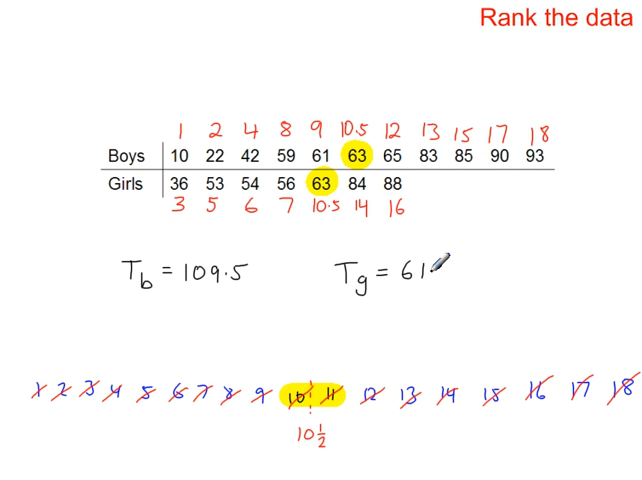 Rank the data
1 2 4 8 9 10.5 12 13 15 17 18
Boys 10 22 42 59 61 63 65 83 85 90 93
Girls 36 53 54 56 63 84 88
3 5 6 7 10.5 14 16
Tb = 109.5 Tg = 61
1 2 3 4 5 6 7 8 9 10 11 12 13 14 15 16 17 18
10 1/2